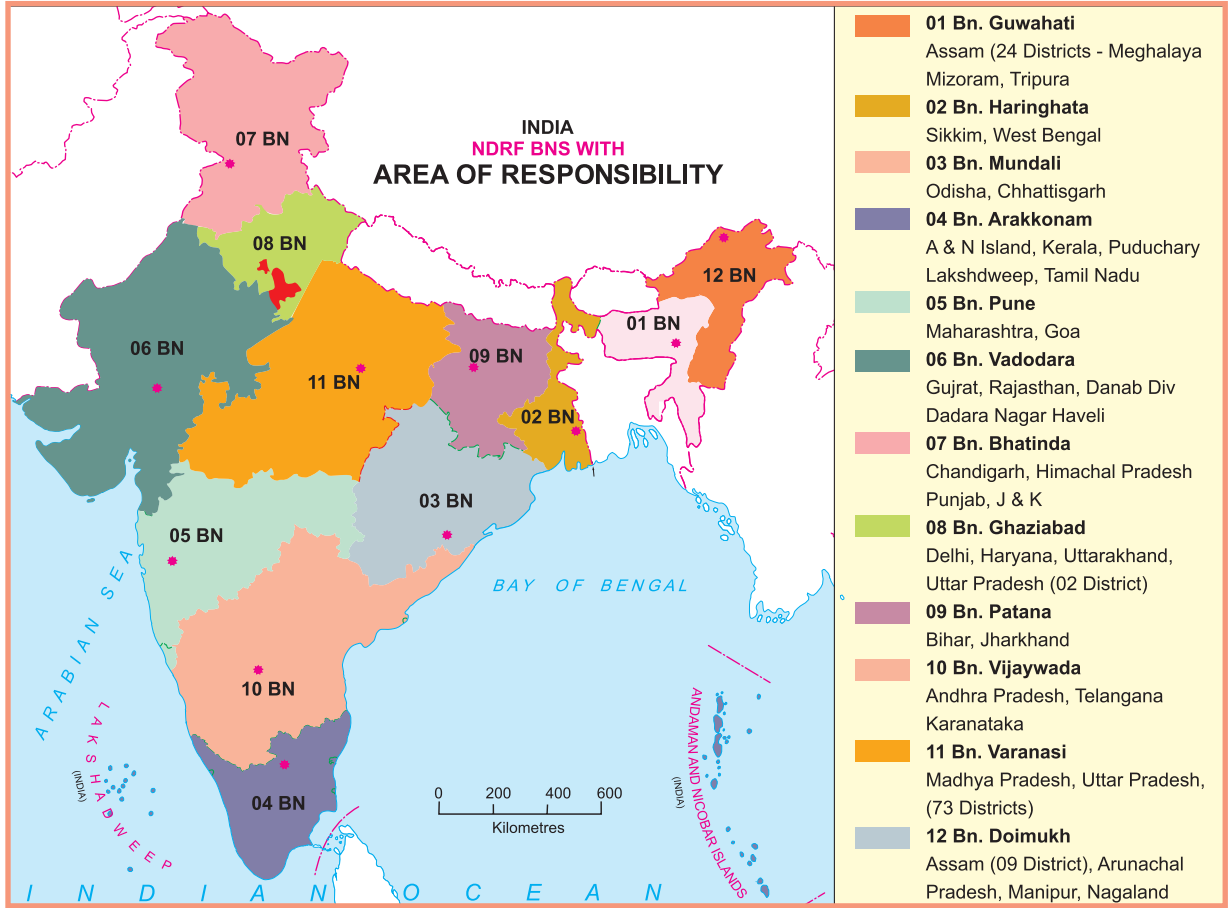 INDIA
NDRF BNS WITH
AREA OF RESPONSIBILITY
07 BN
08 BN
12 BN
01 BN
06 BN
09 BN
11 BN
02 BN
03 BN
05 BN
10 BN
04 BN
ARABIAN SEA
BAY OF BENGAL
LAKSHADWEEP
(INDIA)
ANDAMAN AND NICOBAR ISLANDS
(INDIA)
0 200 400 600
Kilometres
INDIAN OCEAN
01 Bn. Guwahati
Assam (24 Districts - Meghalaya
Mizoram, Tripura
02 Bn. Haringhata
Sikkim, West Bengal
03 Bn. Mundali
Odisha, Chhattisgarh
04 Bn. Arakkonam
A & N Island, Kerala, Puduchary
Lakshdweep, Tamil Nadu
05 Bn. Pune
Maharashtra, Goa
06 Bn. Vadodara
Gujrat, Rajasthan, Danab Div
Dadara Nagar Haveli
07 Bn. Bhatinda
Chandigarh, Himachal Pradesh
Punjab, J & K
08 Bn. Ghaziabad
Delhi, Haryana, Uttarakhand,
Uttar Pradesh (02 District)
09 Bn. Patana
Bihar, Jharkhand
10 Bn. Vijaywada
Andhra Pradesh, Telangana
Karanataka
11 Bn. Varanasi
Madhya Pradesh, Uttar Pradesh,
(73 Districts)
12 Bn. Doimukh
Assam (09 District), Arunachal
Pradesh, Manipur, Nagaland